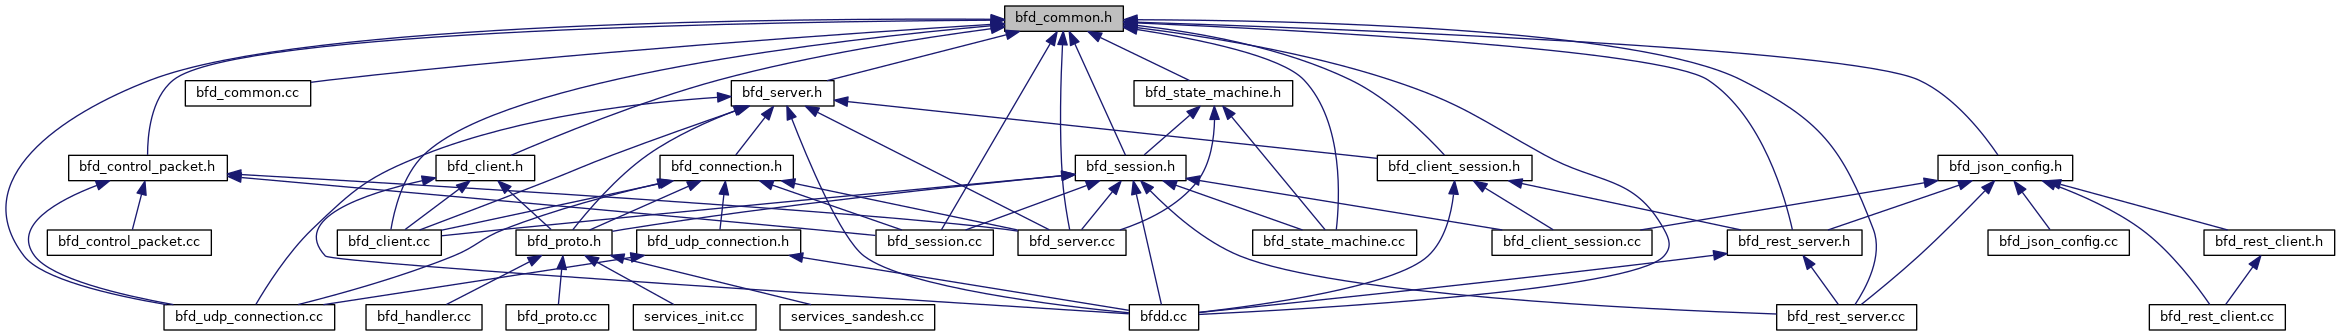 bfd_common.h
bfd_common.cc
bfd_server.h
bfd_state_machine.h
bfd_control_packet.h
bfd_client.h
bfd_connection.h
bfd_session.h
bfd_client_session.h
bfd_json_config.h
bfd_control_packet.cc
bfd_client.cc
bfd_proto.h
bfd_udp_connection.h
bfd_session.cc
bfd_server.cc
bfd_state_machine.cc
bfd_client_session.cc
bfd_rest_server.h
bfd_json_config.cc
bfd_rest_client.h
bfd_udp_connection.cc
bfd_handler.cc
bfd_proto.cc
services_init.cc
services_sandesh.cc
bfdd.cc
bfd_rest_server.cc
bfd_rest_client.cc